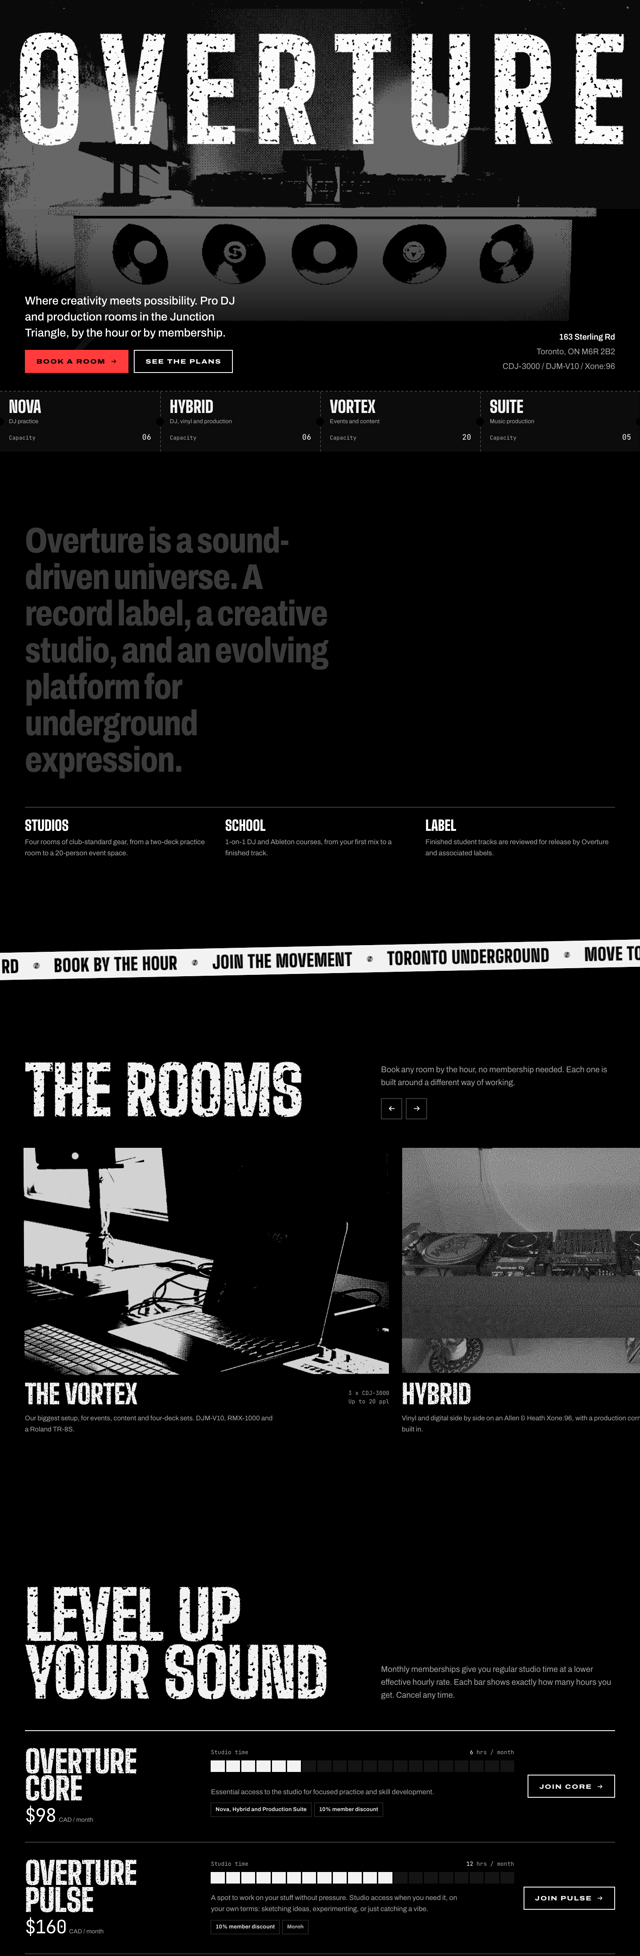 OVERTURE
Where creativity meets possibility. Pro DJ
and production rooms in the Junction
Triangle, by the hour or by membership.
BOOK A ROOM →
SEE THE PLANS
163 Sterling Rd
Toronto, ON M6R 2B2
CDJ-3000 / DJM-V10 / Xone:96
NOVA
DJ practice
Capacity 06
HYBRID
DJ, vinyl and production
Capacity 06
VORTEX
Events and content
Capacity 20
SUITE
Music production
Capacity 05
Overture is a sound-
driven universe. A
record label, a creative
studio, and an evolving
platform for
underground
expression.
STUDIOS
Four rooms of club-standard gear, from a two-deck practice
room to a 20-person event space.
SCHOOL
1-on-1 DJ and Ableton courses, from your first mix to a
finished track.
LABEL
Finished student tracks are reviewed for release by Overture
and associated labels.
RD BOOK BY THE HOUR JOIN THE MOVEMENT TORONTO UNDERGROUND MOVE TO
THE ROOMS
Book any room by the hour, no membership needed. Each one is
built around a different way of working.
← →
THE VORTEX
3 x CDJ-3000
Up to 20 ppl
Our biggest setup, for events, content and four-deck sets. DJM-V10, RMX-1000 and
a Roland TR-8S.
HYBRID
Vinyl and digital side by side on an Allen & Heath Xone:96, with a production corn
built in.
LEVEL UP
YOUR SOUND
Monthly memberships give you regular studio time at a lower
effective hourly rate. Each bar shows exactly how many hours you
get. Cancel any time.
OVERTURE
CORE
$98 CAD / month
Studio time 6 hrs / month
Essential access to the studio for focused practice and skill development.
Nova, Hybrid and Production Suite
10% member discount
JOIN CORE →
OVERTURE
PULSE
$160 CAD / month
Studio time 12 hrs / month
A spot to work on your stuff without pressure. Studio access when you need it, on
your own terms: sketching ideas, experimenting, or just catching a vibe.
10% member discount
JOIN PULSE →